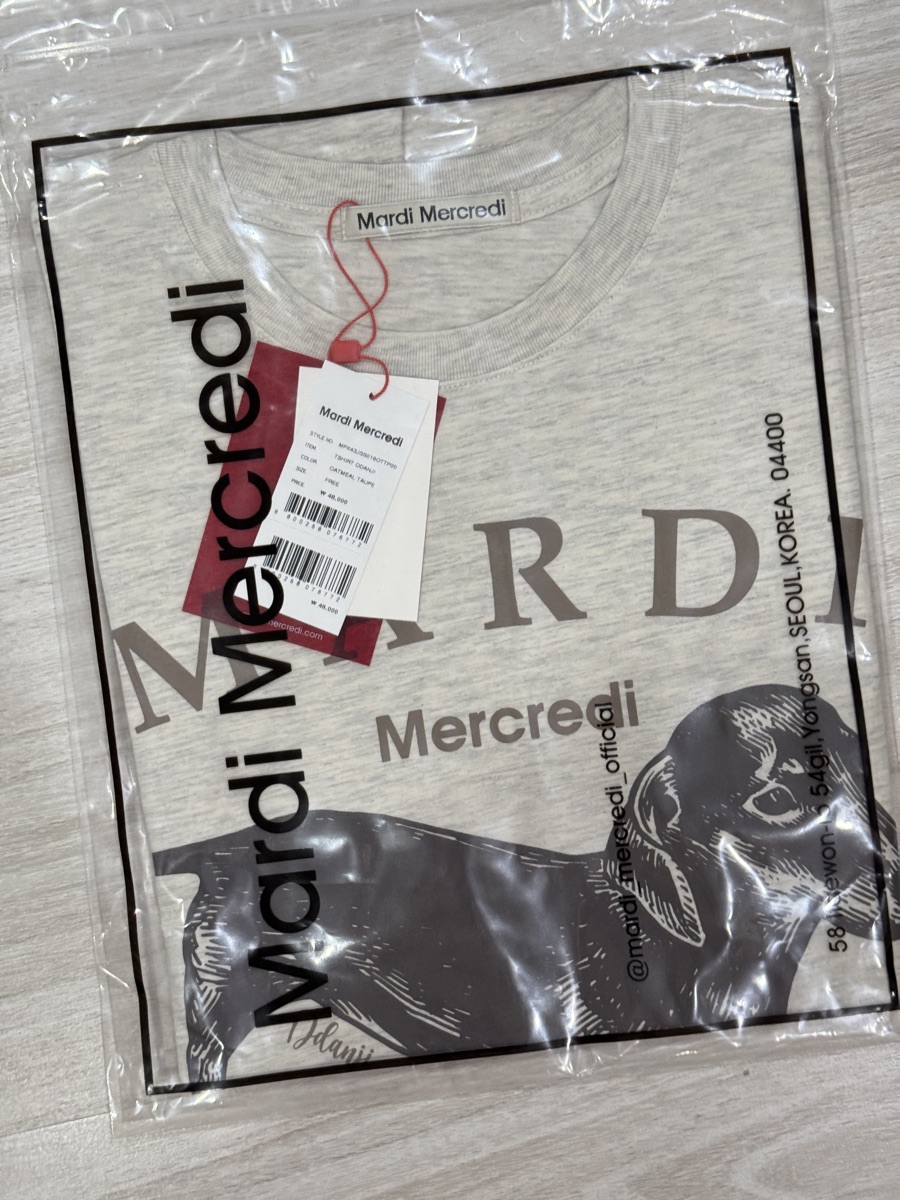 Mardi Mercredi
Mardi Mercredi
STYLE NO
ITEM TSHIRT DDANJI
COLOR OATMEAL TAUPE
SIZE FREE
PRICE ₩ 48,000
₩ 48,000
mercredi.com
MARDI
Mercredi
Ddanji
Mardi Mercredi
@mardi_mercredi_official
54gil,Yongsan,SEOUL,KOREA. 04400